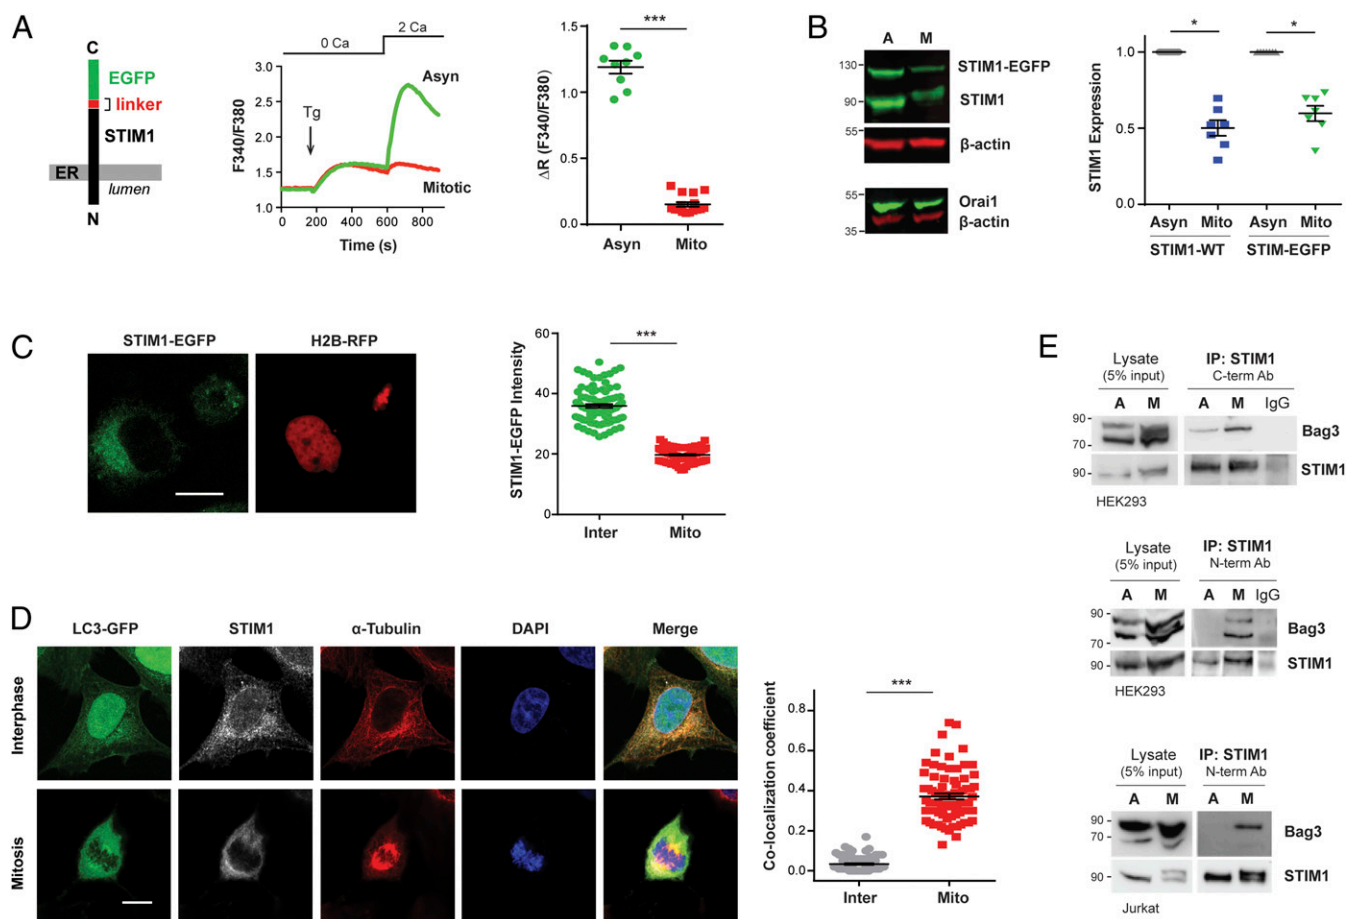 A
C
EGFP
linker
STIM1
ER
lumen
N
0 Ca
2 Ca
3.0
2.5
2.0
1.5
1.0
F340/F380
Tg
Asyn
Mitotic
0 200 400 600 800
Time (s)
***
1.5
1.0
0.5
0.0
ΔR (F340/F380)
Asyn Mito
B
A M
130
90
55
55
35
STIM1-EGFP
STIM1
β-actin
Orai1
β-actin
* *
1.0
0.5
0.0
STIM1 Expression
Asyn Mito Asyn Mito
STIM1-WT STIM-EGFP
C
STIM1-EGFP H2B-RFP
***
60
40
20
0
STIM1-EGFP Intensity
Inter Mito
D
LC3-GFP STIM1 α-Tubulin DAPI Merge
Interphase
Mitosis
***
0.8
0.6
0.4
0.2
0.0
Co-localization coefficient
Inter Mito
E
Lysate IP: STIM1
(5% input) C-term Ab
A M A M IgG
90
70
Bag3
90
STIM1
HEK293
Lysate IP: STIM1
(5% input) N-term Ab
A M A M IgG
90
70
Bag3
90
STIM1
HEK293
Lysate IP: STIM1
(5% input) N-term Ab
A M A M
90
70
Bag3
90
STIM1
Jurkat